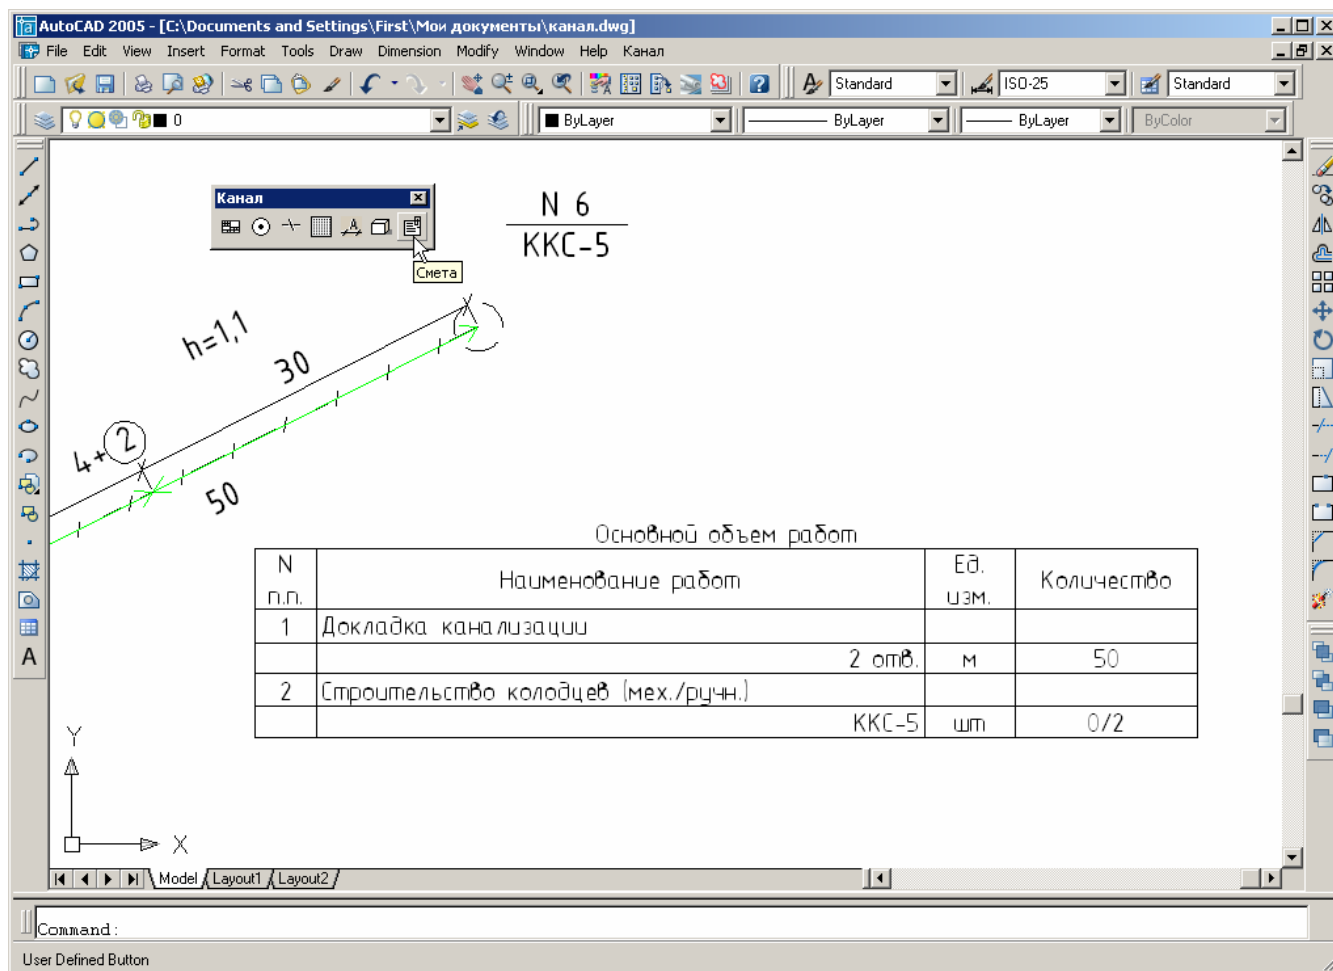 AutoCAD 2005 - [C:\Documents and Settings\First\Мои документы\канал.dwg]
File Edit View Insert Format Tools Draw Dimension Modify Window Help Канал
Standard ISO-25 Standard
0 ByLayer ByLayer ByLayer ByColor
Канал
Смета
N 6
ККС-5
h=1,1
30
4+2
50
Основной объем работ
N п.п. Наименование работ Ед. изм. Количество
1 Докладка канализации
2 отв. м 50
2 Строительство колодцев (мех./ручн.)
ККС-5 шт 0/2
Y
X
Model Layout1 Layout2
Command:
User Defined Button